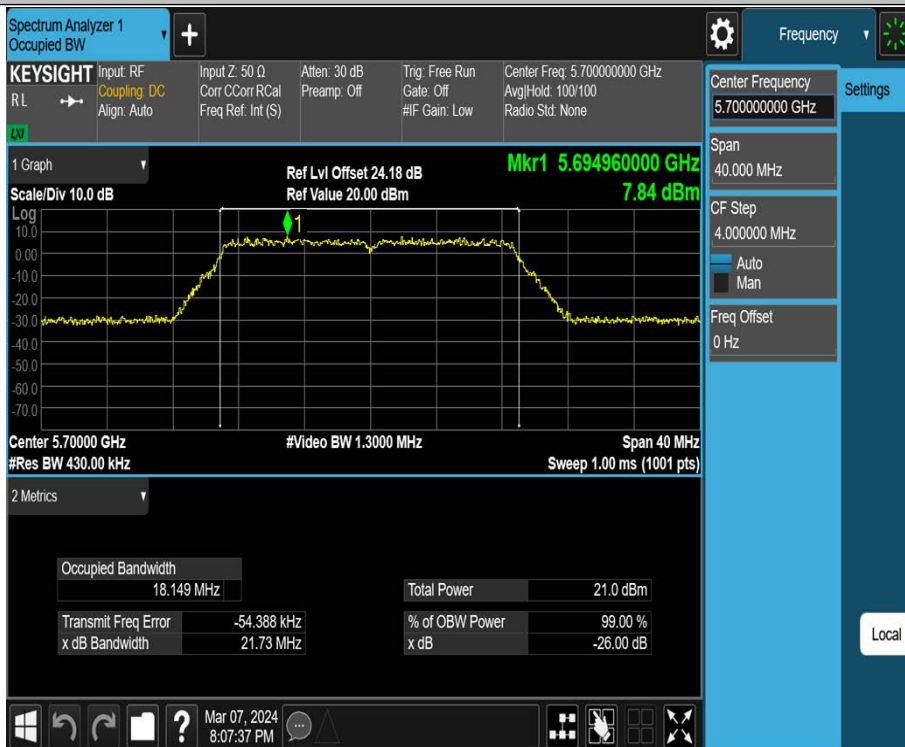 Spectrum Analyzer 1
Occupied BW
+
Frequency
KEYSIGHT
R L
LXI
Input: RF
Coupling: DC
Align: Auto
Input Z: 50 Ω
Corr CCorr RCal
Freq Ref: Int (S)
Atten: 30 dB
Preamp: Off
Trig: Free Run
Gate: Off
#IF Gain: Low
Center Freq: 5.700000000 GHz
Avg|Hold: 100/100
Radio Std: None
Center Frequency
5.700000000 GHz
Settings
Span
40.000 MHz
CF Step
4.000000 MHz
Auto
Man
Freq Offset
0 Hz
Local
1 Graph
Scale/Div 10.0 dB
Ref Lvl Offset 24.18 dB
Ref Value 20.00 dBm
Mkr1 5.694960000 GHz
7.84 dBm
Log
1
10.0
0.00
-10.0
-20.0
-30.0
-40.0
-50.0
-60.0
-70.0
Center 5.70000 GHz
#Video BW 1.3000 MHz
Span 40 MHz
#Res BW 430.00 kHz
Sweep 1.00 ms (1001 pts)
2 Metrics
Occupied Bandwidth
18.149 MHz
Total Power 21.0 dBm
Transmit Freq Error -54.388 kHz
% of OBW Power 99.00 %
x dB Bandwidth 21.73 MHz
x dB -26.00 dB
?
Mar 07, 2024
8:07:37 PM